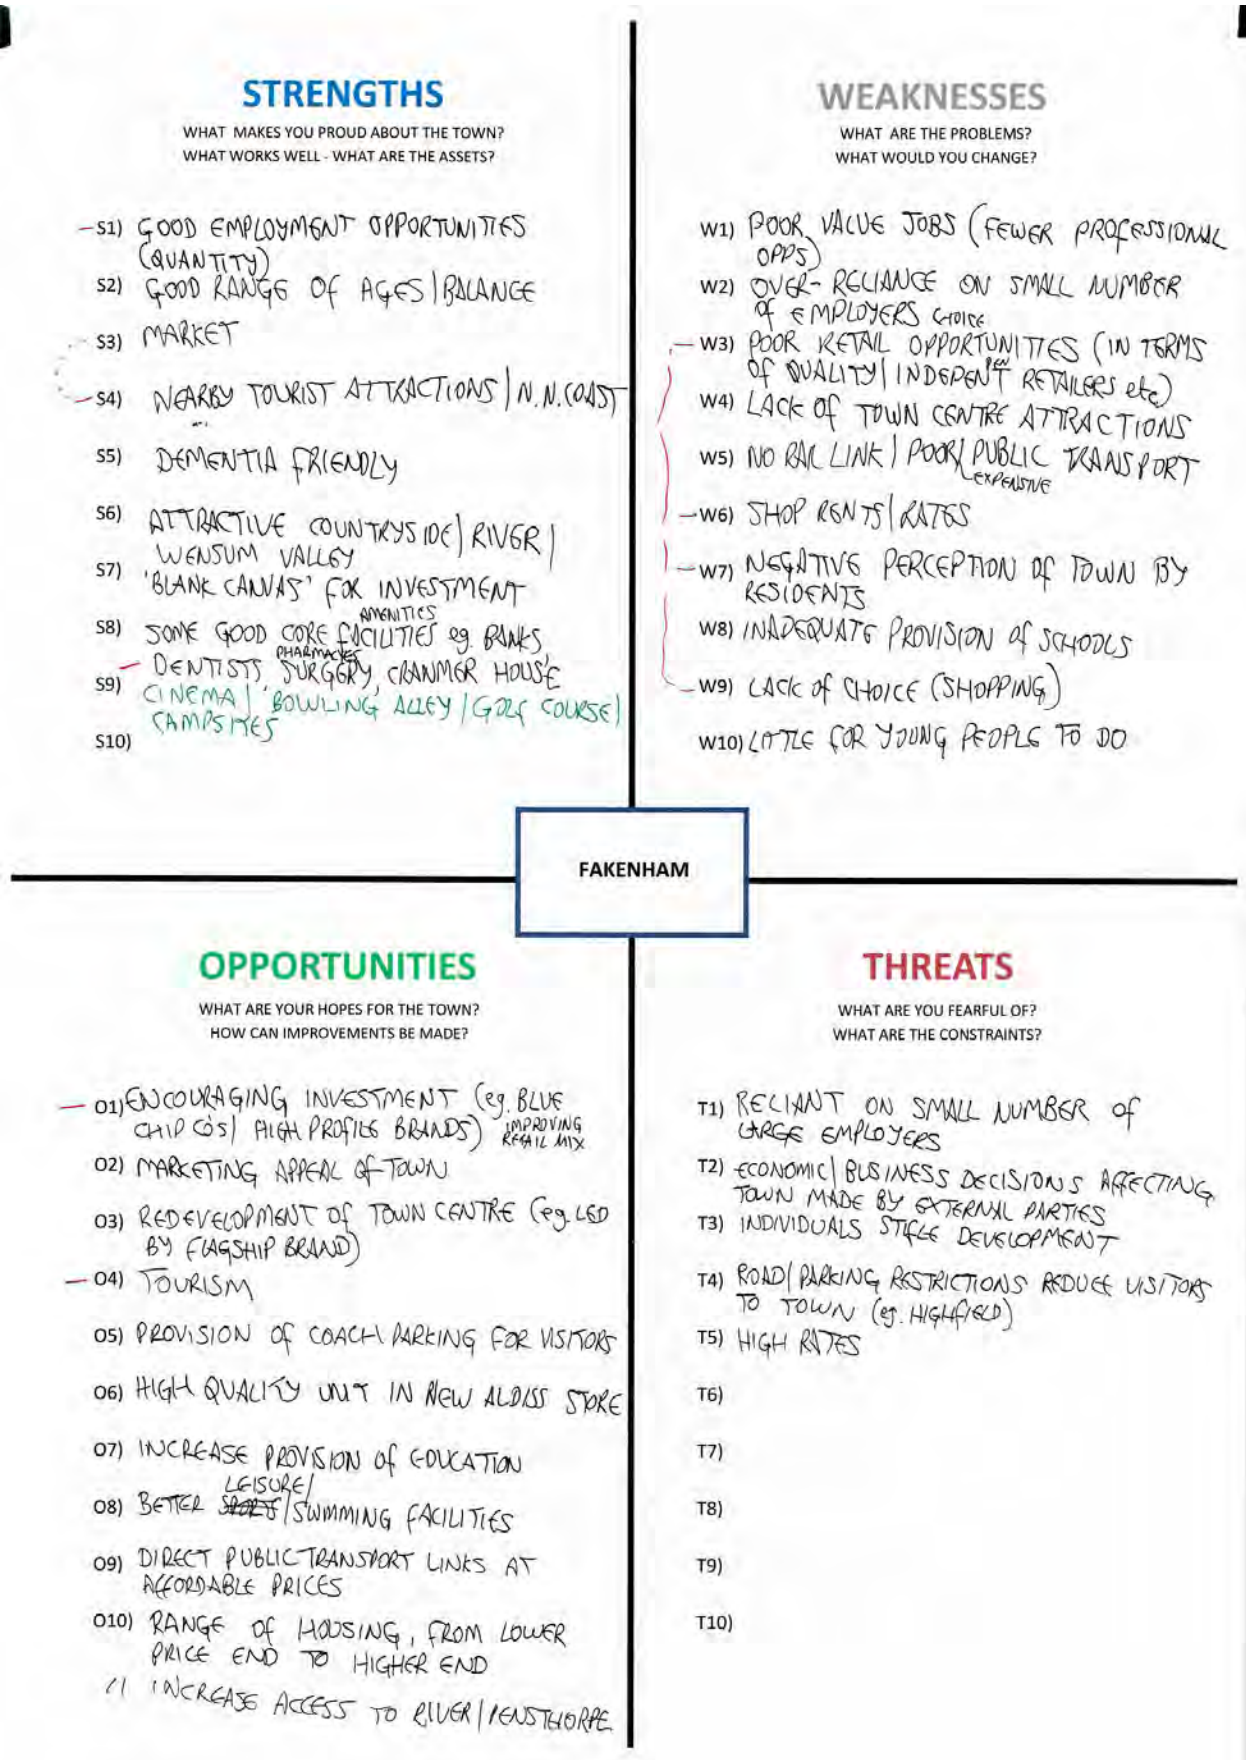 STRENGTHS
WHAT MAKES YOU PROUD ABOUT THE TOWN?
WHAT WORKS WELL - WHAT ARE THE ASSETS?
S1) GOOD EMPLOYMENT OPPORTUNITIES
(QUANTITY)
S2) GOOD RANGE OF AGES/BALANCE
S3) MARKET
S4) NEARBY TOURIST ATTRACTIONS/N.N.COAST
S5) DEMENTIA FRIENDLY
S6) ATTRACTIVE COUNTRYSIDE/RIVER/
WENSUM VALLEY
S7) 'BLANK CANVAS' FOR INVESTMENT
AMENITIES
S8) SOME GOOD CORE FACILITIES eg. BANKS,
PHARMACIES
DENTISTS, SURGERY, CRANMER HOUSE
S9) CINEMA/BOWLING ALLEY/GOLF COURSE/
CAMPSITES
S10)
WEAKNESSES
WHAT ARE THE PROBLEMS?
WHAT WOULD YOU CHANGE?
W1) POOR VALUE JOBS (FEWER PROFESSIONAL
OPPS)
W2) OVER-RELIANCE ON SMALL NUMBER
OF EMPLOYERS CHOICE
W3) POOR RETAIL OPPORTUNITIES (IN TERMS
OF QUALITY/INDEPENT RETAILERS etc)
W4) LACK OF TOWN CENTRE ATTRACTIONS
W5) NO RAIL LINK/POOR/PUBLIC TRANSPORT
EXPENSIVE
W6) SHOP RENTS/RATES
W7) NEGATIVE PERCEPTION OF TOWN BY
RESIDENTS
W8) INADEQUATE PROVISION OF SCHOOLS
W9) LACK OF CHOICE (SHOPPING)
W10) LITTLE FOR YOUNG PEOPLE TO DO
FAKENHAM
OPPORTUNITIES
WHAT ARE YOUR HOPES FOR THE TOWN?
HOW CAN IMPROVEMENTS BE MADE?
O1) ENCOURAGING INVESTMENT (eg. BLUE
CHIP COS/HIGH PROFILE BRANDS) IMPROVING
RETAIL MIX
O2) MARKETING APPEAL OF TOWN
O3) REDEVELOPMENT OF TOWN CENTRE (eg. LED
BY FLAGSHIP BRAND)
O4) TOURISM
O5) PROVISION OF COACH PARKING FOR VISITORS
O6) HIGH QUALITY UNIT IN NEW ALDISS STORE
O7) INCREASE PROVISION OF EDUCATION
LEISURE/
O8) BETTER SPORTS/SWIMMING FACILITIES
O9) DIRECT PUBLIC TRANSPORT LINKS AT
AFFORDABLE PRICES
O10) RANGE OF HOUSING, FROM LOWER
PRICE END TO HIGHER END
11 INCREASE ACCESS TO RIVER/PENSTHORPE
THREATS
WHAT ARE YOU FEARFUL OF?
WHAT ARE THE CONSTRAINTS?
T1) RELIANT ON SMALL NUMBER OF
LARGE EMPLOYERS
T2) ECONOMIC/BUSINESS DECISIONS AFFECTING
TOWN MADE BY EXTERNAL PARTIES
T3) INDIVIDUALS STIFLE DEVELOPMENT
T4) ROAD/PARKING RESTRICTIONS REDUCE VISITORS
TO TOWN (eg. HIGHFIELD)
T5) HIGH RATES
T6)
T7)
T8)
T9)
T10)